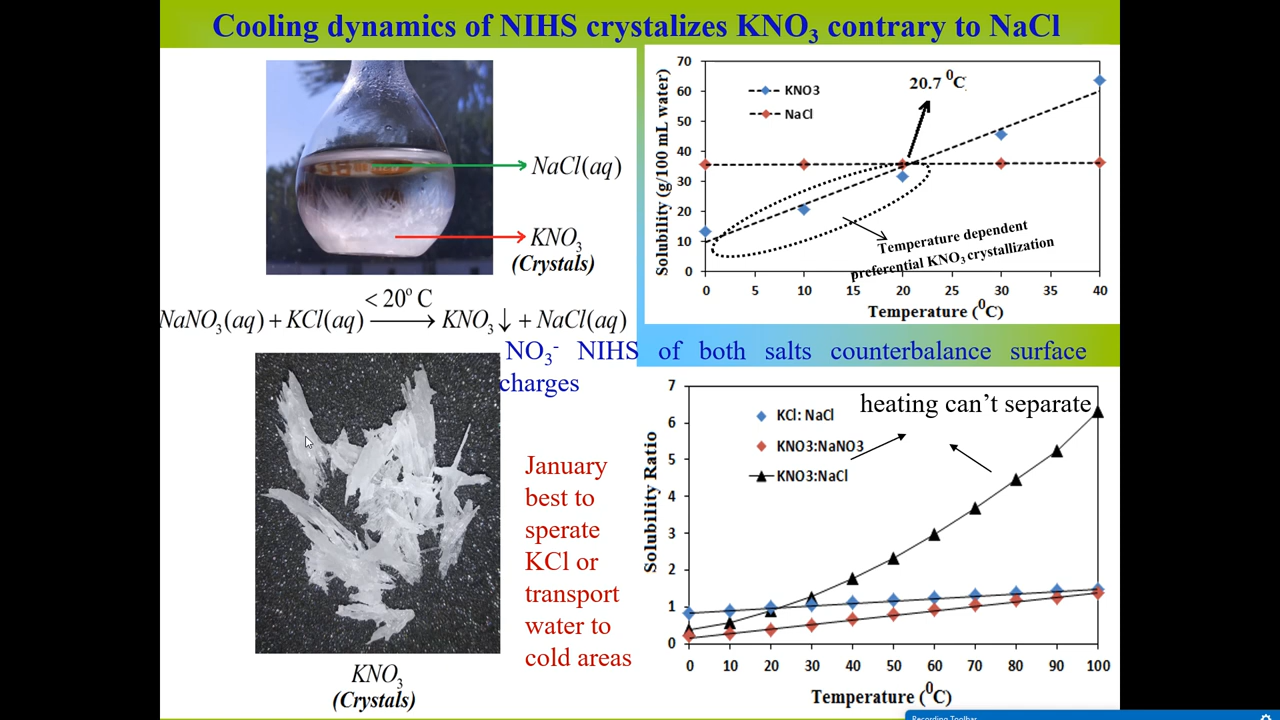 Cooling dynamics of NIHS crystalizes KNO3 contrary to NaCl
NaCl(aq)
KNO3
(Crystals)
< 20º C
NaNO3(aq) + KCl(aq) ⟶ KNO3↓ + NaCl(aq)
70
60
50
40
30
20
10
0
Solubility (g/100 mL water)
KNO3
NaCl
20.7 0C
Temperature dependent
preferential KNO3 crystallization
0 5 10 15 20 25 30 35 40
Temperature (0C)
NO3- NIHS of both salts counterbalance surface
charges
January
best to
sperate
KCl or
transport
water to
cold areas
KNO3
(Crystals)
7
6
5
4
3
2
1
0
Solubility Ratio
heating can't separate
KCl: NaCl
KNO3:NaNO3
KNO3:NaCl
0 10 20 30 40 50 60 70 80 90 100
Temperature (0C)